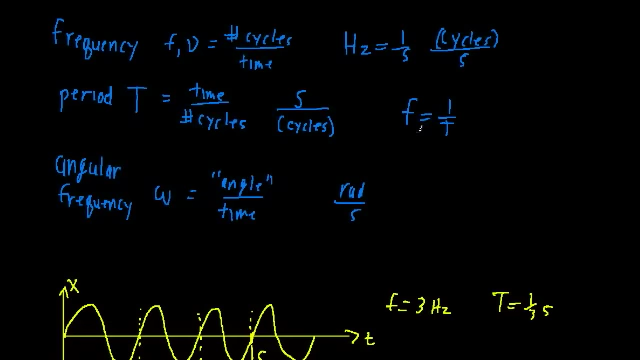 frequency f, ν = # cycles / time Hz = 1/s (cycles)/s
period T = time / # cycles s / (cycles) f = 1/T
angular
frequency ω = "angle" / time rad / s
x
f = 3 Hz T = 1/3 s
t